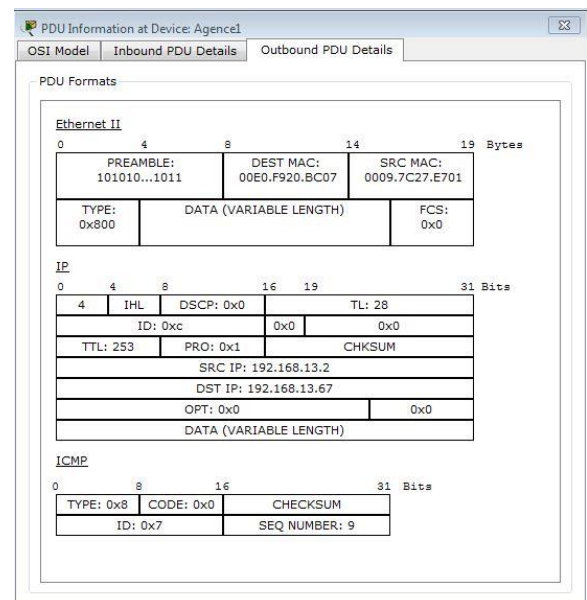 PDU Information at Device: Agence1
OSI Model Inbound PDU Details Outbound PDU Details
PDU Formats
Ethernet II
0 4 8 14 19 Bytes
PREAMBLE: DEST MAC: SRC MAC:
101010...1011 00E0.F920.BC07 0009.7C27.E701
TYPE: DATA (VARIABLE LENGTH) FCS:
0x800 0x0
IP
0 4 8 16 19 31 Bits
4 IHL DSCP: 0x0 TL: 28
ID: 0xc 0x0 0x0
TTL: 253 PRO: 0x1 CHKSUM
SRC IP: 192.168.13.2
DST IP: 192.168.13.67
OPT: 0x0 0x0
DATA (VARIABLE LENGTH)
ICMP
0 8 16 31 Bits
TYPE: 0x8 CODE: 0x0 CHECKSUM
ID: 0x7 SEQ NUMBER: 9